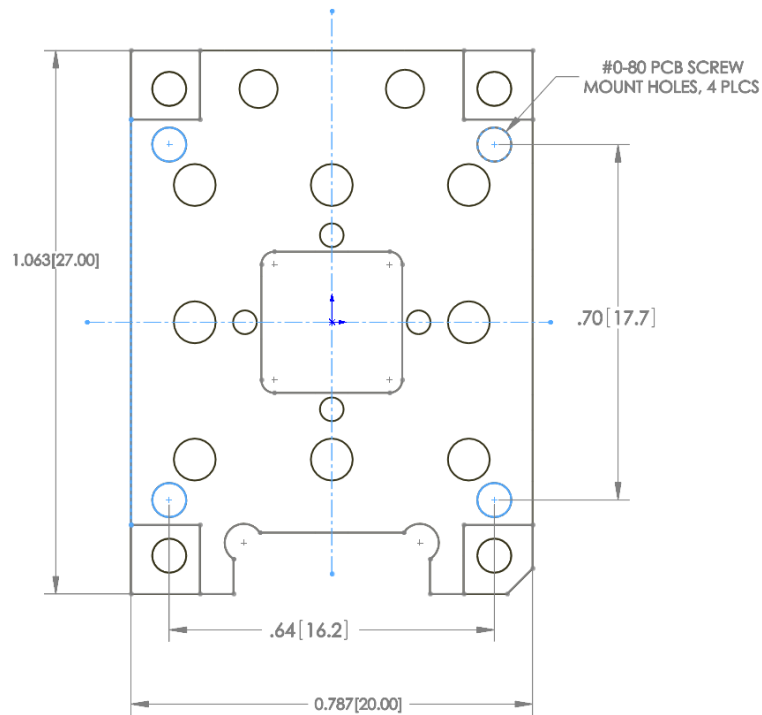 #0-80 PCB SCREW
MOUNT HOLES, 4 PLCS
1.063[27.00]
.70[17.7]
.64[16.2]
0.787[20.00]